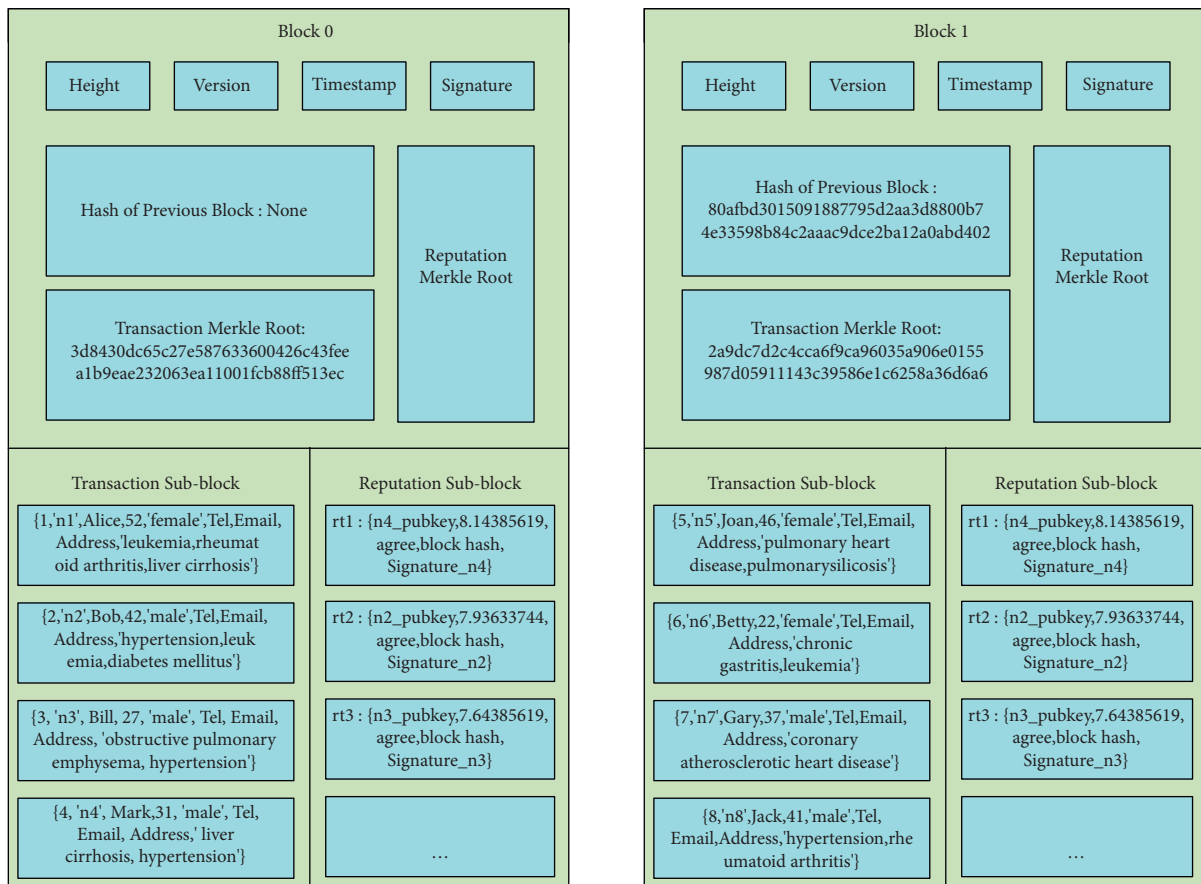 Block 0
Height
Version
Timestamp
Signature
Hash of Previous Block : None
Reputation
Merkle Root
Transaction Merkle Root:
3d8430dc65c27e587633600426c43fee
a1b9eae232063ea11001fcb88ff513ec
Transaction Sub-block
{1,'n1',Alice,52,'female',Tel,Email,
Address,'leukemia,rheumat
oid arthritis,liver cirrhosis'}
{2,'n2',Bob,42,'male',Tel,Email,
Address,'hypertension,leuk
emia,diabetes mellitus'}
{3, 'n3', Bill, 27, 'male', Tel, Email,
Address, 'obstructive pulmonary
emphysema, hypertension'}
{4, 'n4', Mark,31, 'male', Tel,
Email, Address,' liver
cirrhosis, hypertension'}
Reputation Sub-block
rt1 : {n4_pubkey,8.14385619,
agree,block hash,
Signature_n4}
rt2 : {n2_pubkey,7.93633744,
agree,block hash,
Signature_n2}
rt3 : {n3_pubkey,7.64385619,
agree,block hash,
Signature_n3}
...
Block 1
Height
Version
Timestamp
Signature
Hash of Previous Block :
80afbd3015091887795d2aa3d8800b7
4e33598b84c2aaac9dce2ba12a0abd402
Reputation
Merkle Root
Transaction Merkle Root:
2a9dc7d2c4cca6f9ca96035a906e0155
987d05911143c39586e1c6258a36d6a6
Transaction Sub-block
{5,'n5',Joan,46,'female',Tel,Email,
Address,'pulmonary heart
disease,pulmonarysilicosis'}
{6,'n6',Betty,22,'female',Tel,Email,
Address,'chronic
gastritis,leukemia'}
{7,'n7',Gary,37,'male',Tel,Email,
Address,'coronary
atherosclerotic heart disease'}
{8,'n8',Jack,41,'male',Tel,
Email,Address,'hypertension,rhe
umatoid arthritis'}
Reputation Sub-block
rt1 : {n4_pubkey,8.14385619,
agree,block hash,
Signature_n4}
rt2 : {n2_pubkey,7.93633744,
agree,block hash,
Signature_n2}
rt3 : {n3_pubkey,7.64385619,
agree,block hash,
Signature_n3}
...